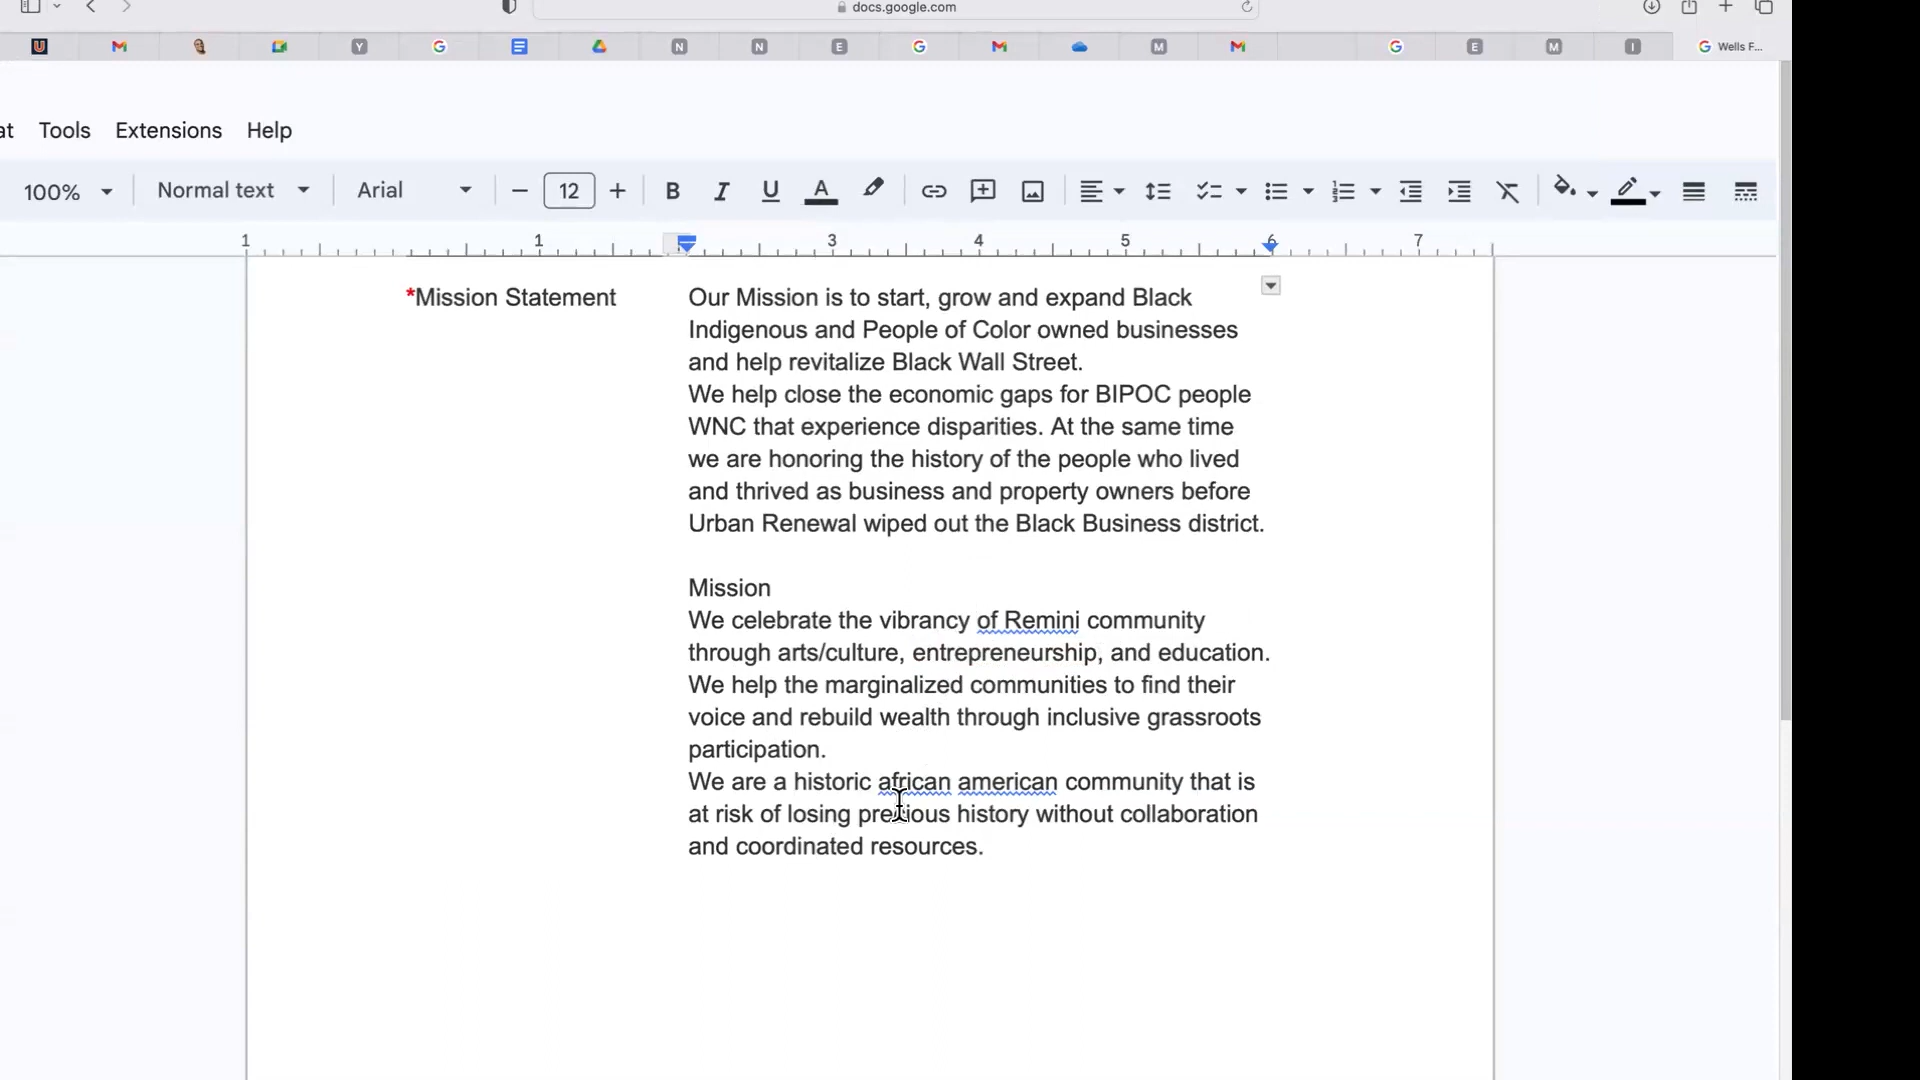 docs.google.com
Y
N
N
E
M
E
M
I
Wells F...
at Tools Extensions Help
100% Normal text Arial 12 B I U A
1 1 3 4 5 6 7
*Mission Statement
Our Mission is to start, grow and expand Black
Indigenous and People of Color owned businesses
and help revitalize Black Wall Street.
We help close the economic gaps for BIPOC people
WNC that experience disparities. At the same time
we are honoring the history of the people who lived
and thrived as business and property owners before
Urban Renewal wiped out the Black Business district.
Mission
We celebrate the vibrancy of Remini community
through arts/culture, entrepreneurship, and education.
We help the marginalized communities to find their
voice and rebuild wealth through inclusive grassroots
participation.
We are a historic african american community that is
at risk of losing precious history without collaboration
and coordinated resources.